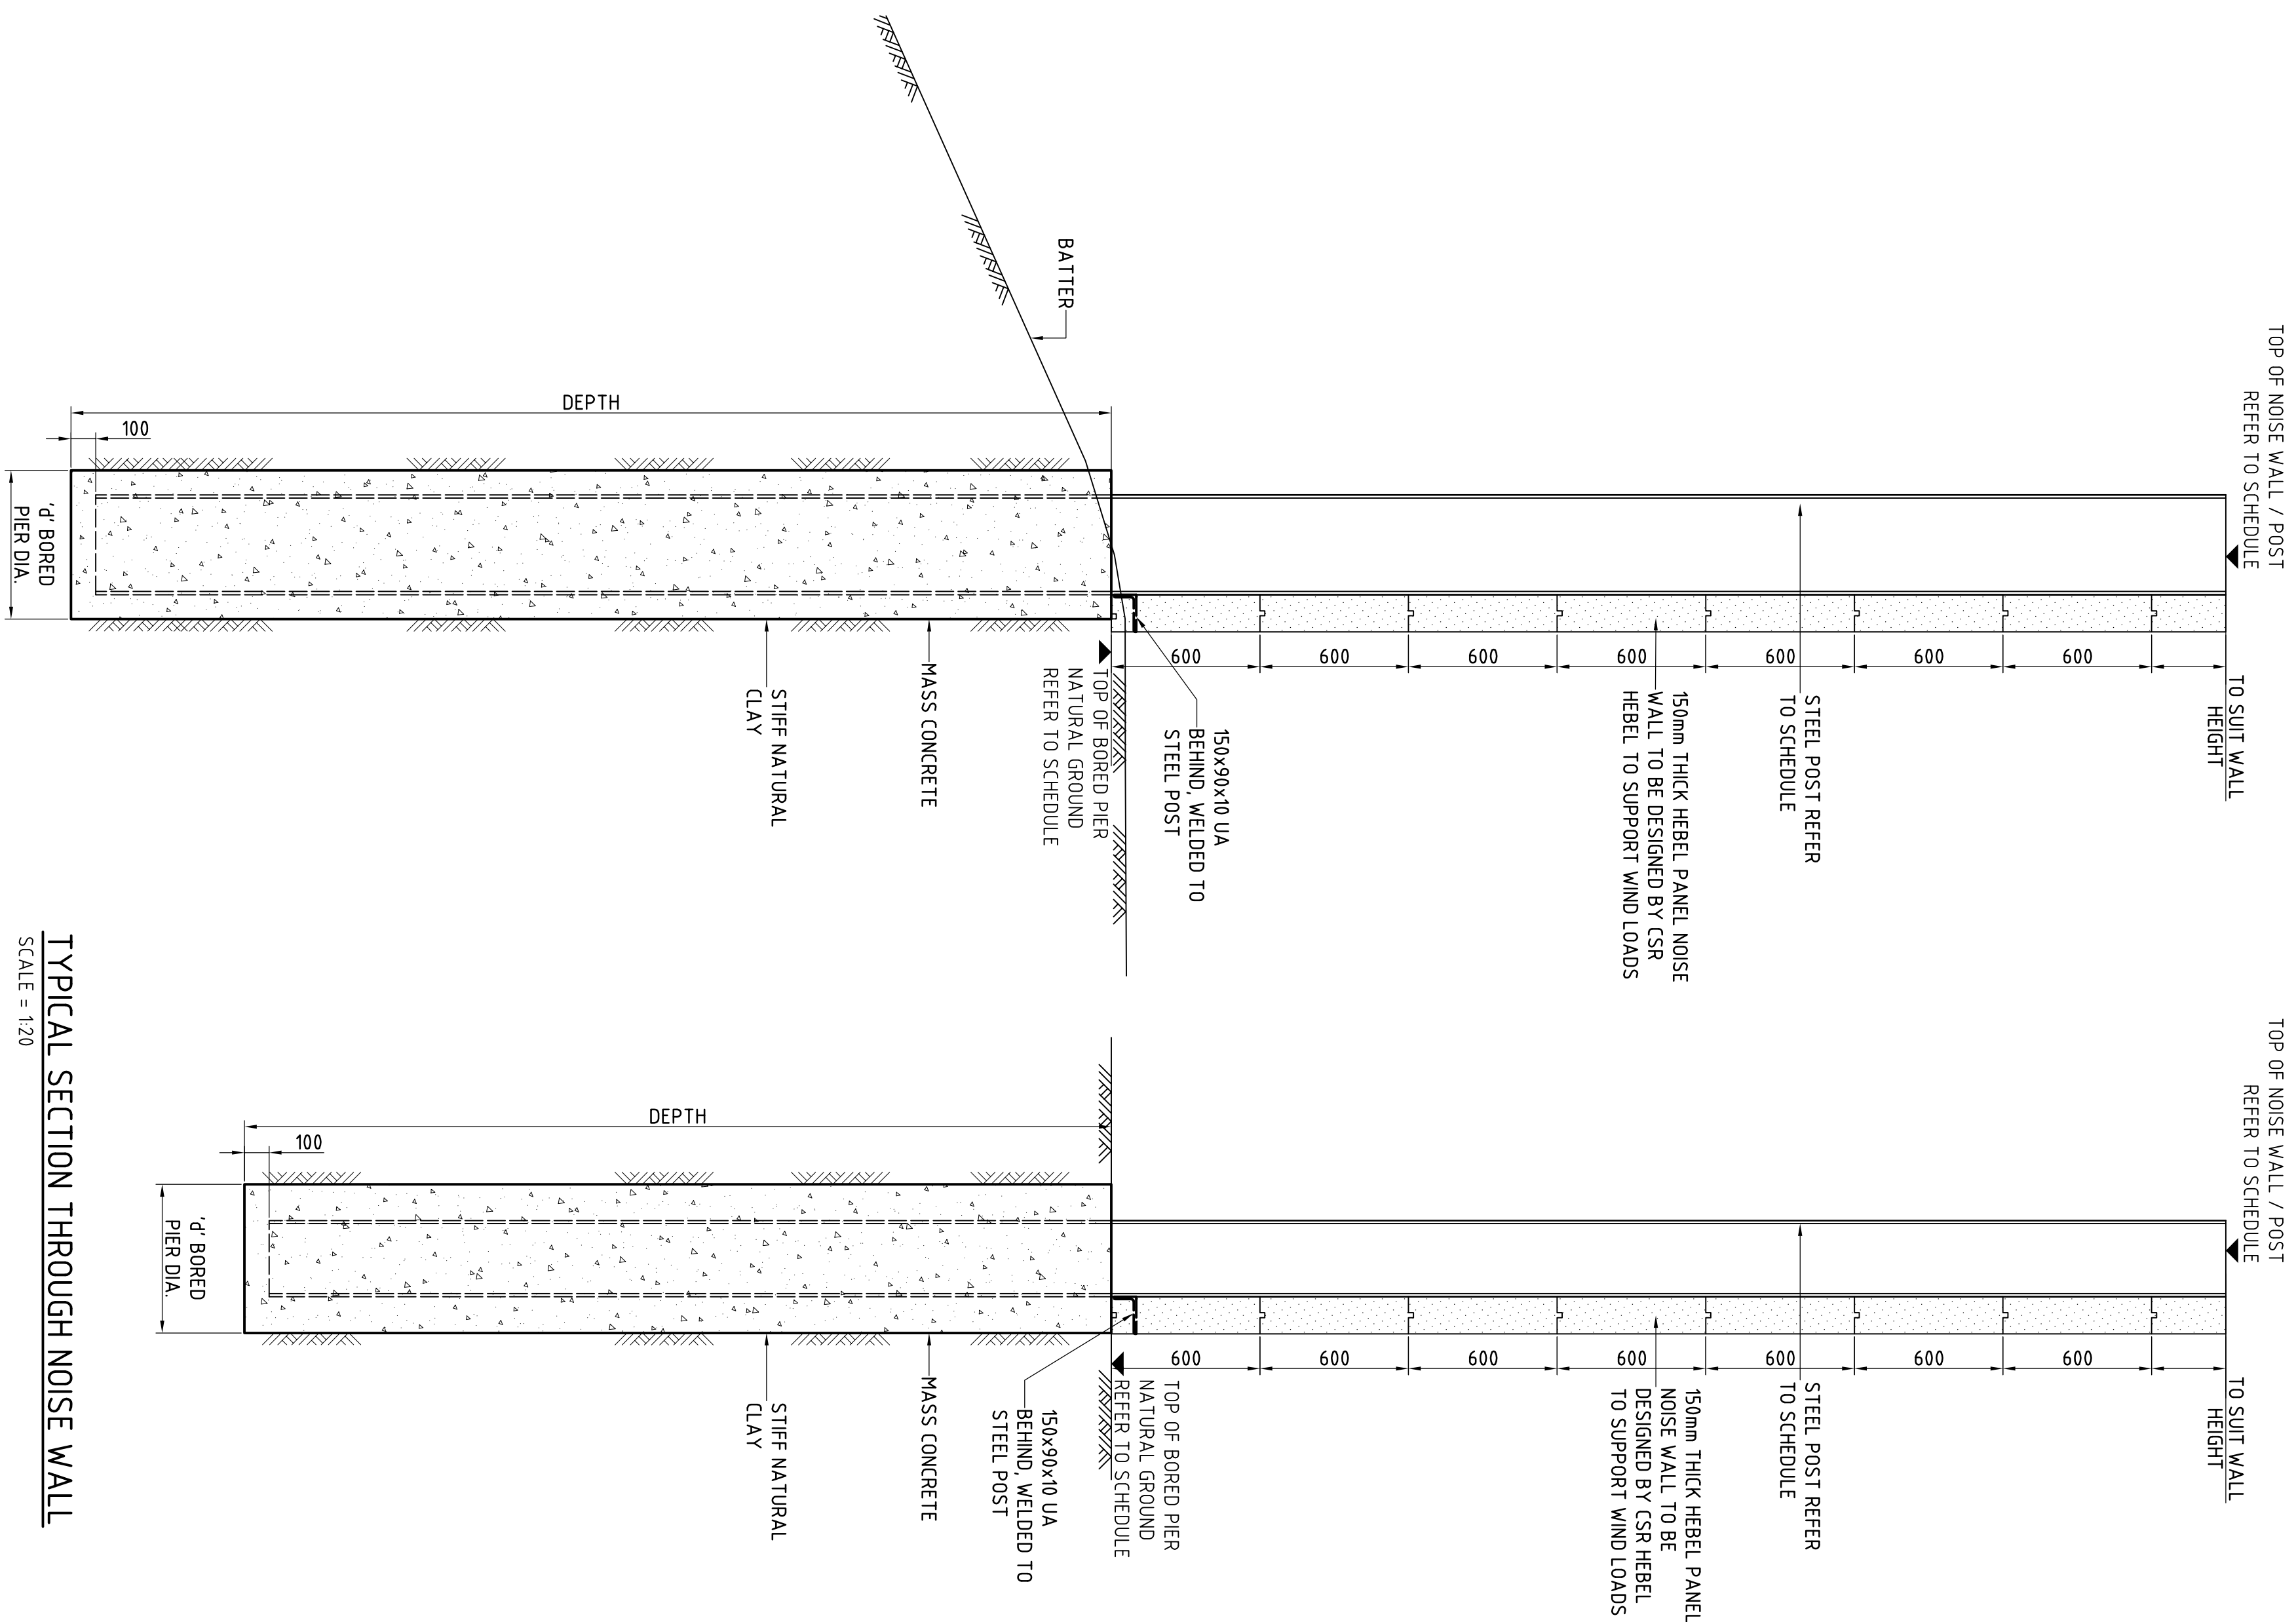 TOP OF NOISE WALL / POST
REFER TO SCHEDULE
TO SUIT WALL
HEIGHT
STEEL POST REFER
TO SCHEDULE
150mm THICK HEBEL PANEL NOISE
WALL TO BE DESIGNED BY CSR
HEBEL TO SUPPORT WIND LOADS
600
600
600
600
600
600
600
150x90x10 UA
BEHIND, WELDED TO
STEEL POST
TOP OF BORED PIER
NATURAL GROUND
REFER TO SCHEDULE
BATTER
MASS CONCRETE
STIFF NATURAL
CLAY
DEPTH
100
'd' BORED
PIER DIA.
TOP OF NOISE WALL / POST
REFER TO SCHEDULE
TO SUIT WALL
HEIGHT
STEEL POST REFER
TO SCHEDULE
150mm THICK HEBEL PANEL
NOISE WALL TO BE
DESIGNED BY CSR HEBEL
TO SUPPORT WIND LOADS
600
600
600
600
600
600
600
TOP OF BORED PIER
NATURAL GROUND
REFER TO SCHEDULE
150x90x10 UA
BEHIND, WELDED TO
STEEL POST
MASS CONCRETE
STIFF NATURAL
CLAY
DEPTH
100
'd' BORED
PIER DIA.
TYPICAL SECTION THROUGH NOISE WALL
SCALE = 1:20